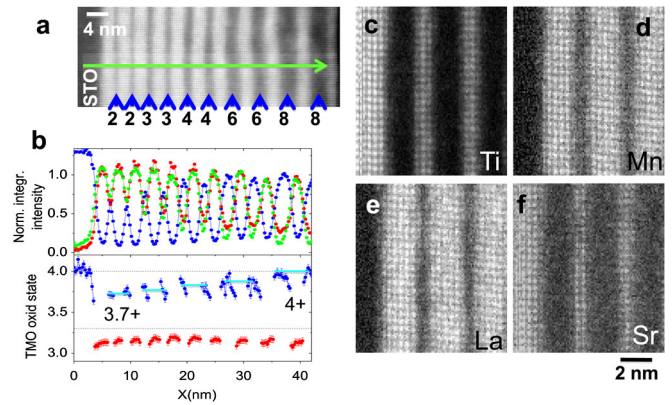 a
4 nm
STO
2 2 3 3 4 4 6 6 8 8
b
Norm. integr.
intensity
1.0
0.5
0.0
TMO oxid state
4.0
3.5
3.0
3.7+
4+
0 10 20 30 40
X(nm)
c
Ti
d
Mn
e
La
f
Sr
2 nm